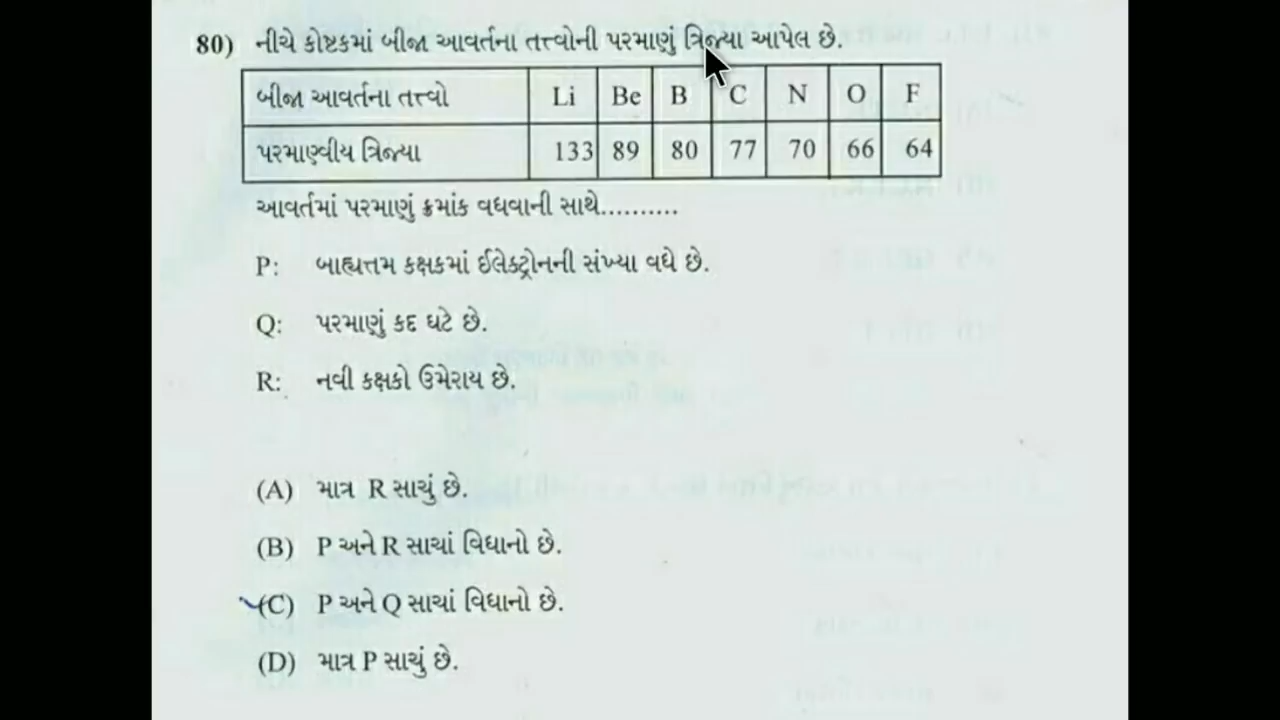 80) નીચે કોષ્ટકમાં બીજા આવર્તના તત્ત્વોની પરમાણું ત્રિજ્યા આપેલ છે.
બીજા આવર્તના તત્ત્વો Li Be B C N O F
પરમાણ્વીય ત્રિજ્યા 133 89 80 77 70 66 64
આવર્તમાં પરમાણું ક્રમાંક વધવાની સાથે..........
P: બાહ્યત્તમ કક્ષકમાં ઈલેક્ટ્રોનની સંખ્યા વધે છે.
Q: પરમાણું કદ ઘટે છે.
R: નવી કક્ષકો ઉમેરાય છે.
(A) માત્ર R સાચું છે.
(B) P અને R સાચાં વિધાનો છે.
(C) P અને Q સાચાં વિધાનો છે.
(D) માત્ર P સાચું છે.